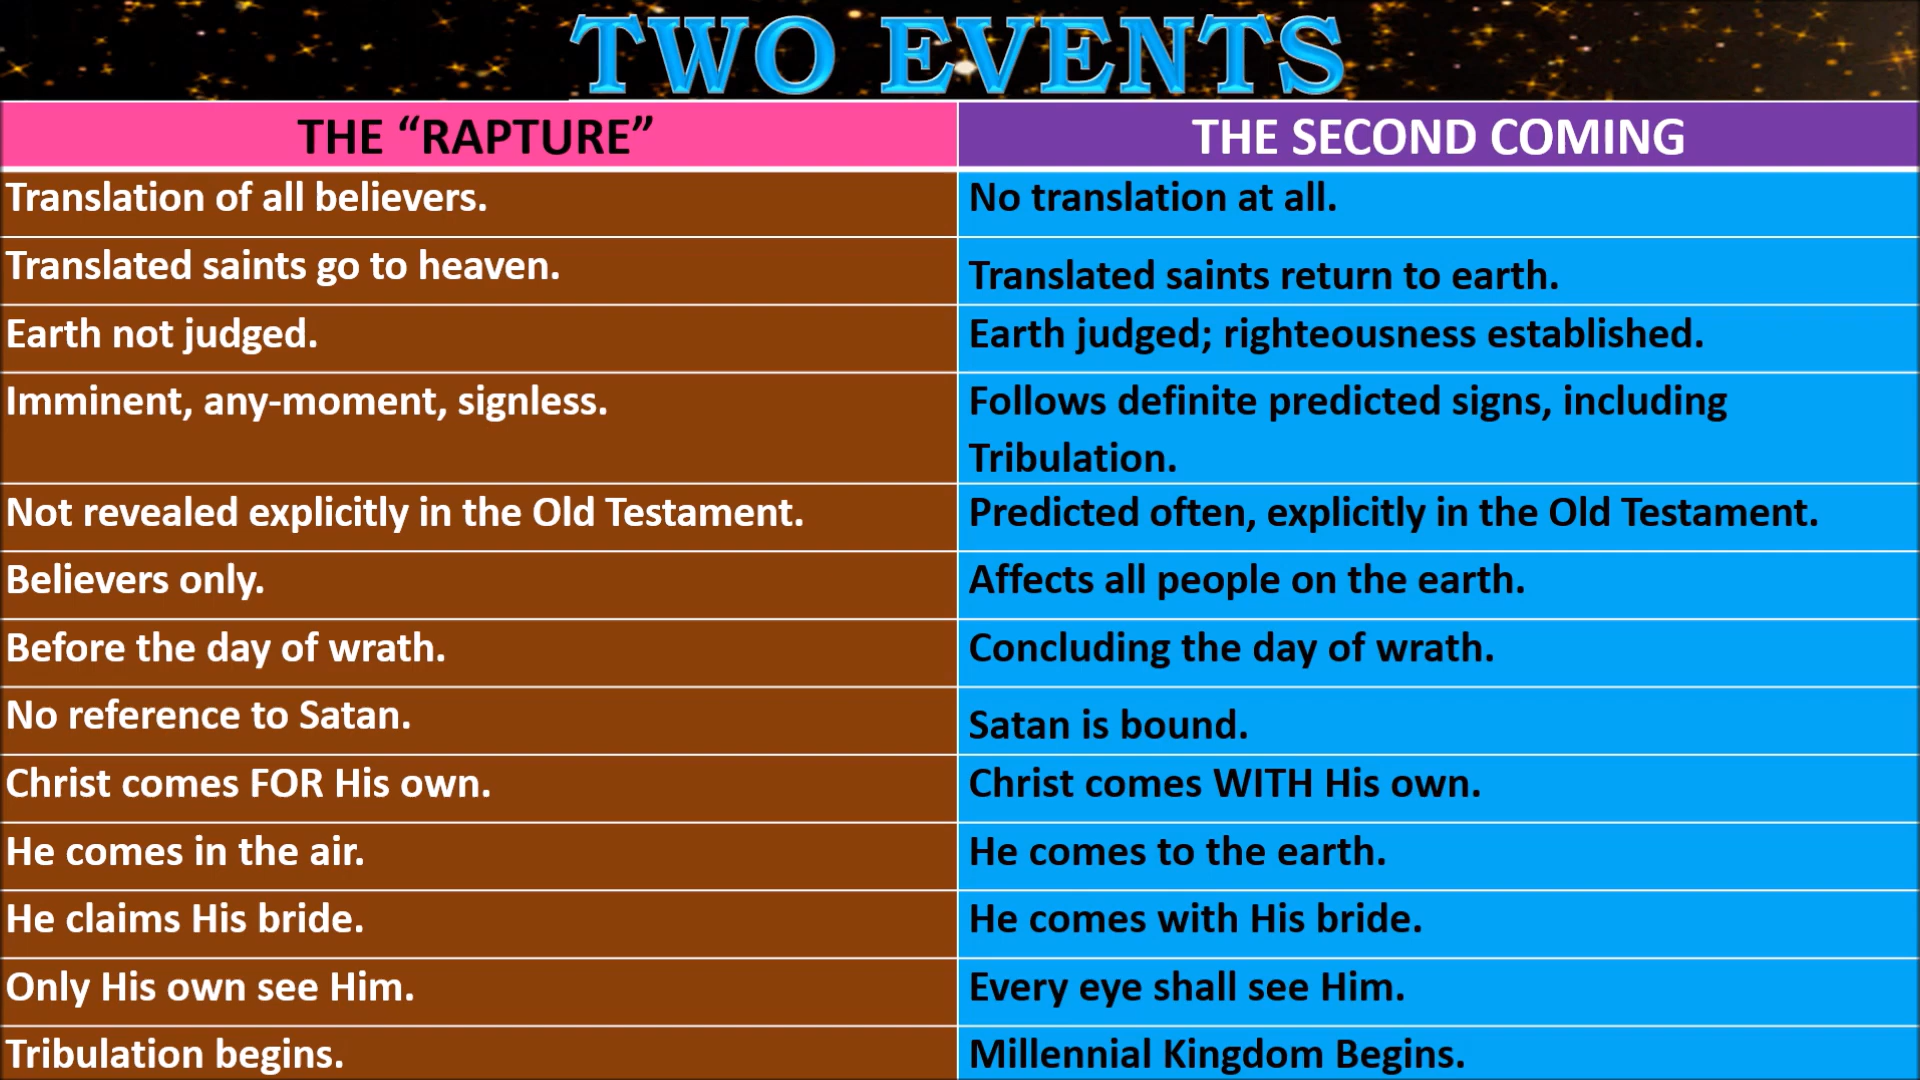 TWO EVENTS
THE “RAPTURE”
THE SECOND COMING
Translation of all believers.
No translation at all.
Translated saints go to heaven.
Translated saints return to earth.
Earth not judged.
Earth judged; righteousness established.
Imminent, any-moment, signless.
Follows definite predicted signs, including
Tribulation.
Not revealed explicitly in the Old Testament.
Predicted often, explicitly in the Old Testament.
Believers only.
Affects all people on the earth.
Before the day of wrath.
Concluding the day of wrath.
No reference to Satan.
Satan is bound.
Christ comes FOR His own.
Christ comes WITH His own.
He comes in the air.
He comes to the earth.
He claims His bride.
He comes with His bride.
Only His own see Him.
Every eye shall see Him.
Tribulation begins.
Millennial Kingdom Begins.